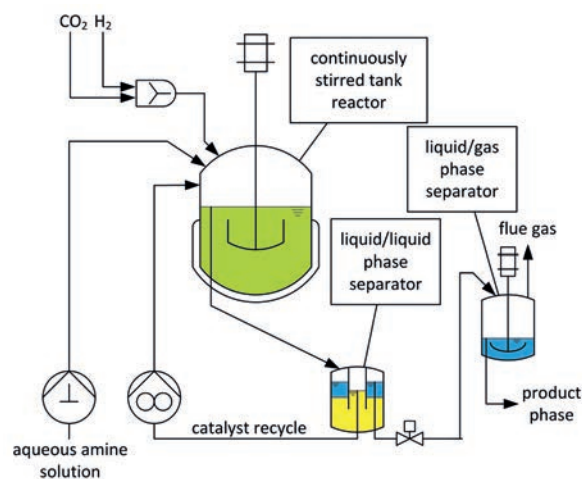 CO₂ H₂
continuously
stirred tank
reactor
liquid/gas
phase
separator
flue gas
liquid/liquid
phase
separator
product
phase
catalyst recycle
aqueous amine
solution